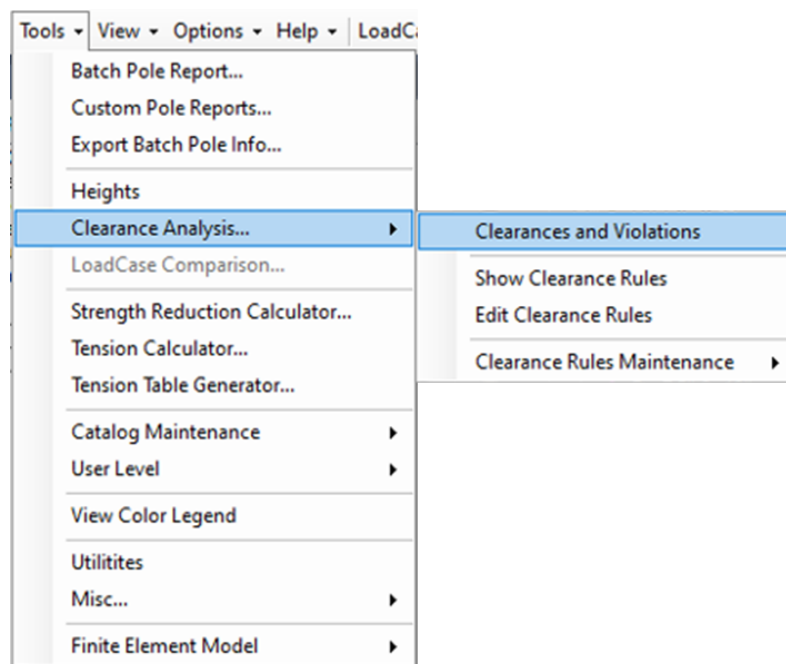 Tools View Options Help LoadC
Batch Pole Report...
Custom Pole Reports...
Export Batch Pole Info...
Heights
Clearance Analysis...
Clearances and Violations
LoadCase Comparison...
Show Clearance Rules
Strength Reduction Calculator...
Edit Clearance Rules
Tension Calculator...
Clearance Rules Maintenance
Tension Table Generator...
Catalog Maintenance
User Level
View Color Legend
Utilitites
Misc...
Finite Element Model